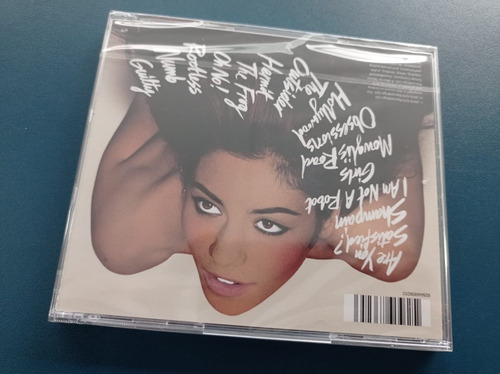 Are You
Satisfied?
Shampain
I Am Not A Robot
Girls
Mowgli's Road
Obsessions
Hollywood
The
Outsider
Hermit
The Frog
Oh No!
Rootless
Numb
Guilty